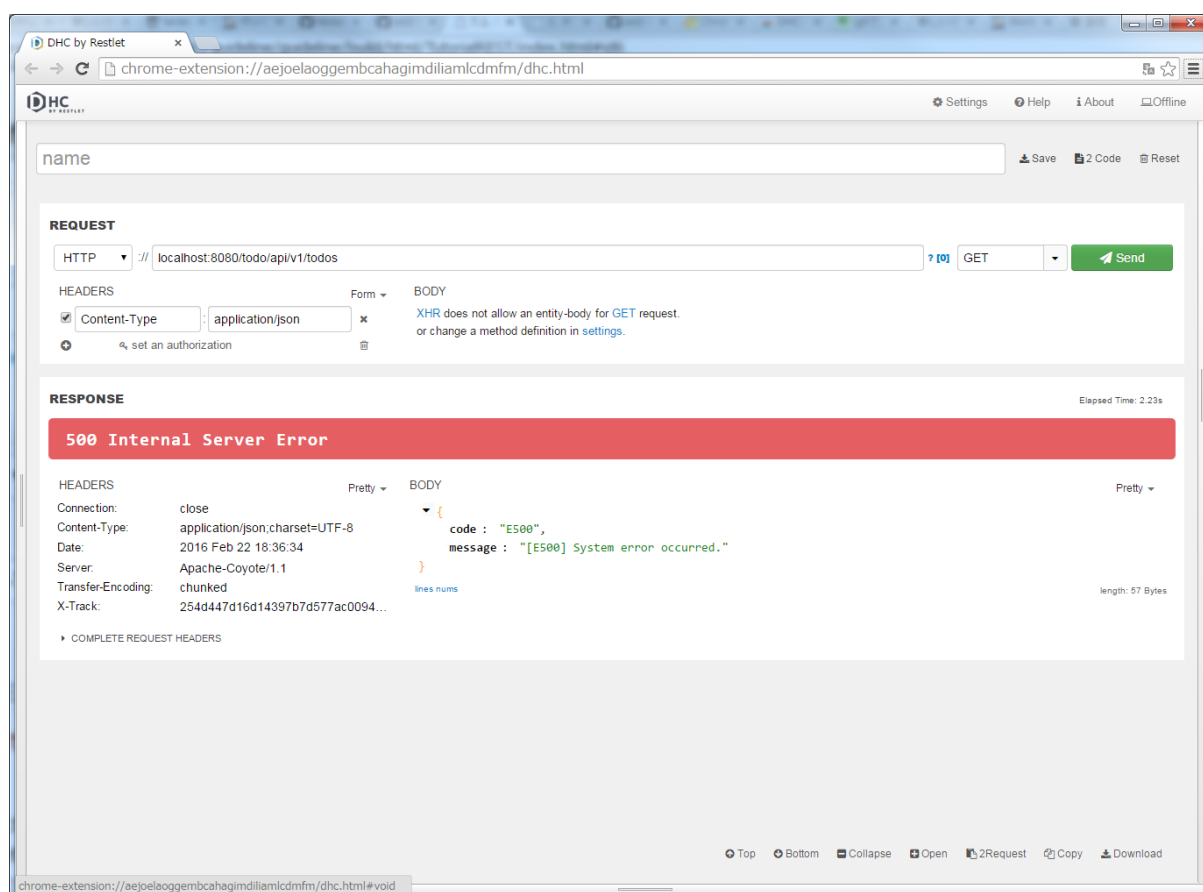 DHC by Restlet
chrome-extension://aejoelaoggembcahagimdiliamlcdmfm/dhc.html
DHC BY RESTLET Settings Help About Offline
name Save 2 Code Reset
REQUEST
HTTP :// localhost:8080/todo/api/v1/todos ? [0] GET Send
HEADERS Form BODY
Content-Type : application/json XHR does not allow an entity-body for GET request.
or change a method definition in settings.
set an authorization
RESPONSE Elapsed Time: 2.23s
500 Internal Server Error
HEADERS Pretty BODY Pretty
Connection: close {
Content-Type: application/json;charset=UTF-8 code : "E500",
Date: 2016 Feb 22 18:36:34 message : "[E500] System error occurred."
Server: Apache-Coyote/1.1 }
Transfer-Encoding: chunked lines nums length: 57 Bytes
X-Track: 254d447d16d14397b7d577ac0094...
COMPLETE REQUEST HEADERS
Top Bottom Collapse Open 2Request Copy Download
chrome-extension://aejoelaoggembcahagimdiliamlcdmfm/dhc.html#void